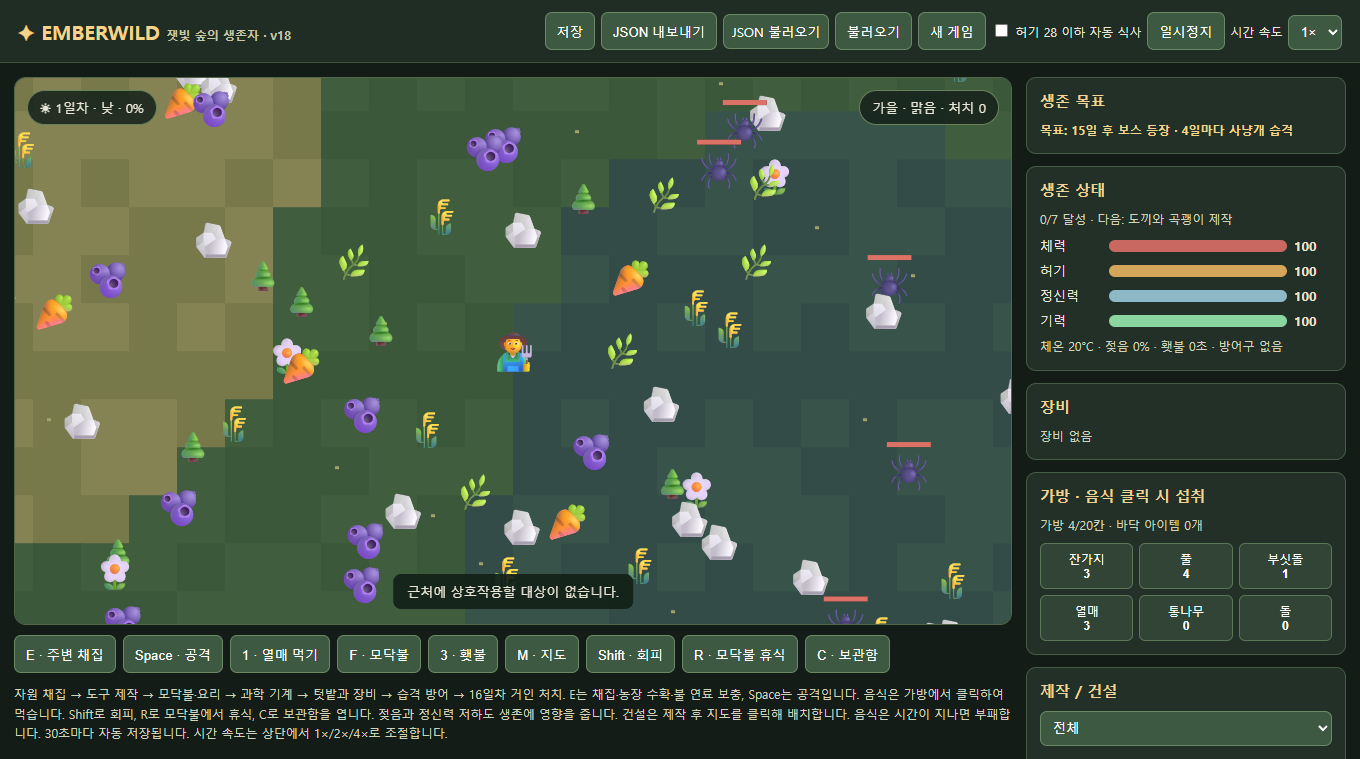 ✦ EMBERWILD 잿빛 숲의 생존자 · v18
저장
JSON 내보내기
JSON 불러오기
불러오기
새 게임
허기 28 이하 자동 식사
일시정지
시간 속도
1×
☀ 1일차 · 낮 · 0%
가을 · 맑음 · 처치 0
근처에 상호작용할 대상이 없습니다.
E · 주변 채집
Space · 공격
1 · 열매 먹기
F · 모닥불
3 · 횃불
M · 지도
Shift · 회피
R · 모닥불 휴식
C · 보관함
자원 채집 → 도구 제작 → 모닥불·요리 → 과학 기계 → 텃밭과 장비 → 습격 방어 → 16일차 거인 처치. E는 채집·농장 수확·불 연료 보충, Space는 공격입니다. 음식은 가방에서 클릭하여
먹습니다. Shift로 회피, R로 모닥불에서 휴식, C로 보관함을 엽니다. 젖음과 정신력 저하도 생존에 영향을 줍니다. 건설은 제작 후 지도를 클릭해 배치합니다. 음식은 시간이 지나면 부패합
니다. 30초마다 자동 저장됩니다. 시간 속도는 상단에서 1×/2×/4×로 조절합니다.
생존 목표
목표: 15일 후 보스 등장 · 4일마다 사냥개 습격
생존 상태
0/7 달성 · 다음: 도끼와 곡괭이 제작
체력 100
허기 100
정신력 100
기력 100
체온 20°C · 젖음 0% · 횃불 0초 · 방어구 없음
장비
장비 없음
가방 · 음식 클릭 시 섭취
가방 4/20칸 · 바닥 아이템 0개
잔가지
3
풀
4
부싯돌
1
열매
3
통나무
0
돌
0
제작 / 건설
전체